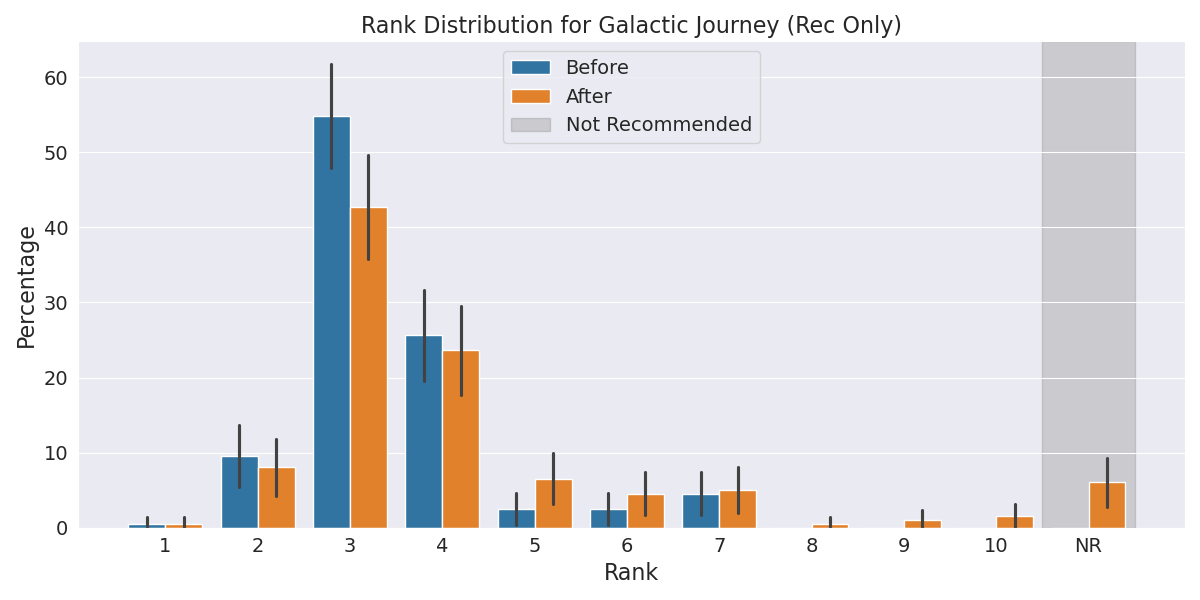 Rank Distribution for Galactic Journey (Rec Only)
Before
After
Not Recommended
Percentage
60
50
40
30
20
10
0
1 2 3 4 5 6 7 8 9 10 NR
Rank